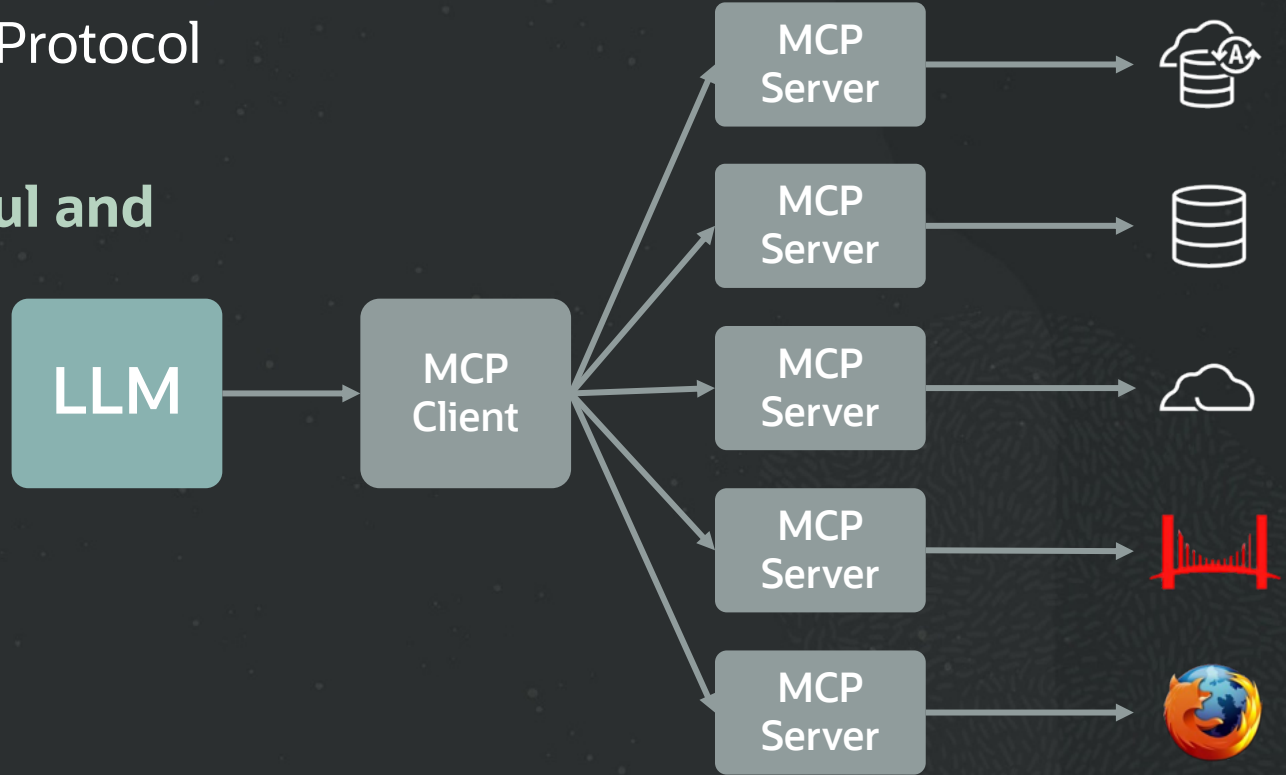 Protocol
ul and
LLM
MCP
Client
MCP
Server
MCP
Server
MCP
Server
MCP
Server
MCP
Server
A